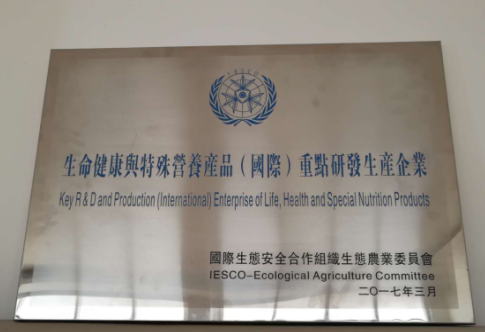 IESCO
生命健康與特殊營養産品（國際）重點研發生産企業
Key R & D and Production (International) Enterprise of Life, Health and Special Nutrition Products
國際生態安全合作組織生態農業委員會
IESCO-Ecological Agriculture Committee
二〇一七年三月